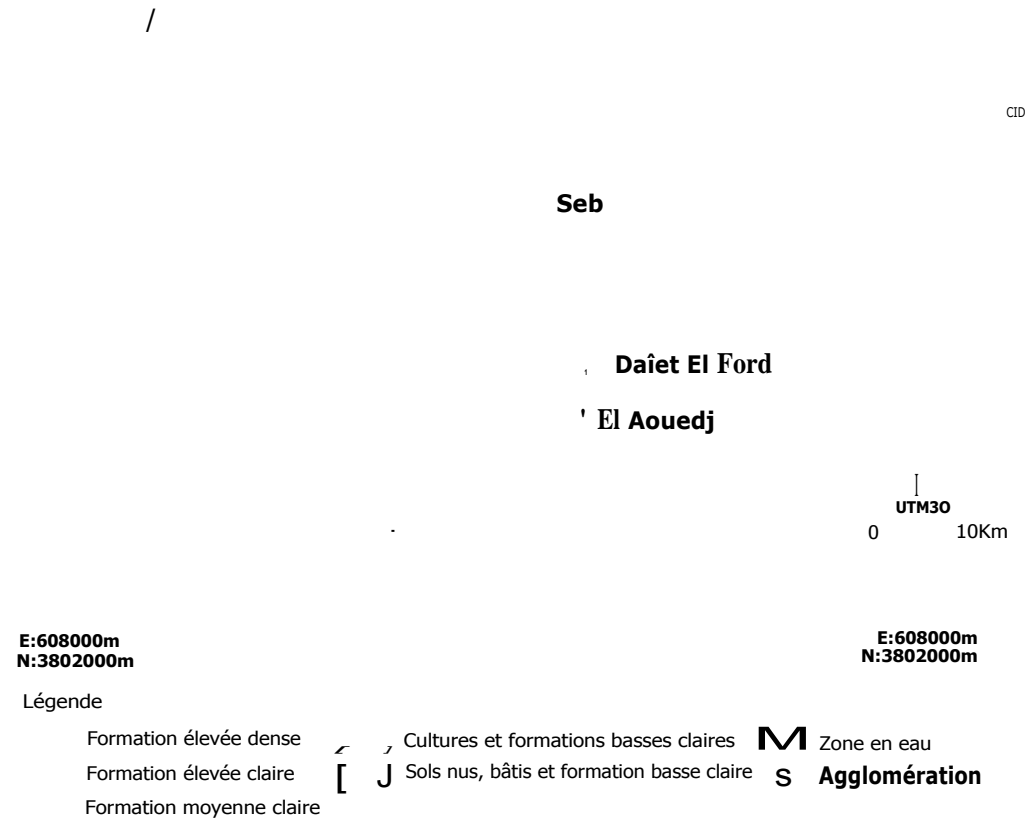 /
CID
Seb
, Daîet El Ford
' El Aouedj
I
UTM3O
0 10Km
E:608000m
N:3802000m
E:608000m
N:3802000m
Légende
Formation élevée dense
Cultures et formations basses claires
M Zone en eau
Formation élevée claire
[ J Sols nus, bâtis et formation basse claire
s Agglomération
Formation moyenne claire